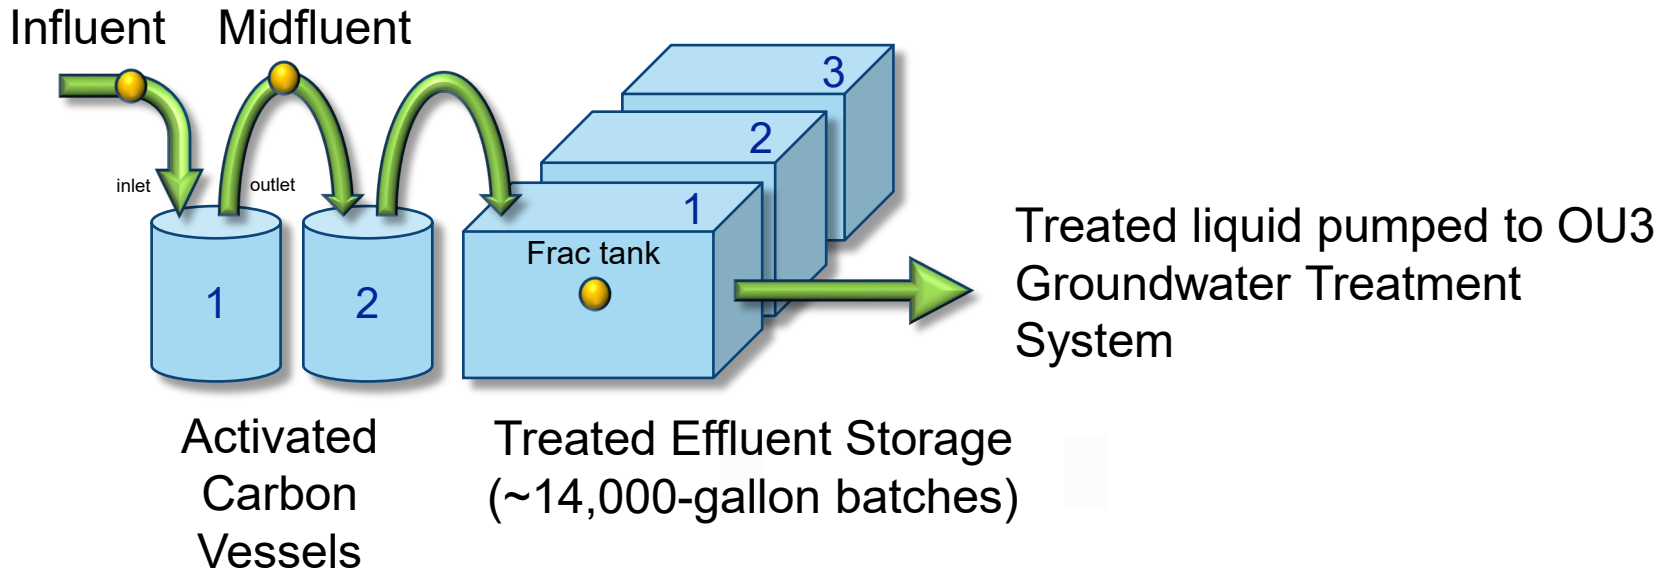 Influent
Midfluent
inlet
outlet
1
2
3
2
1
Frac tank
Treated liquid pumped to OU3
Groundwater Treatment
System
Activated
Carbon
Vessels
Treated Effluent Storage
(~14,000-gallon batches)